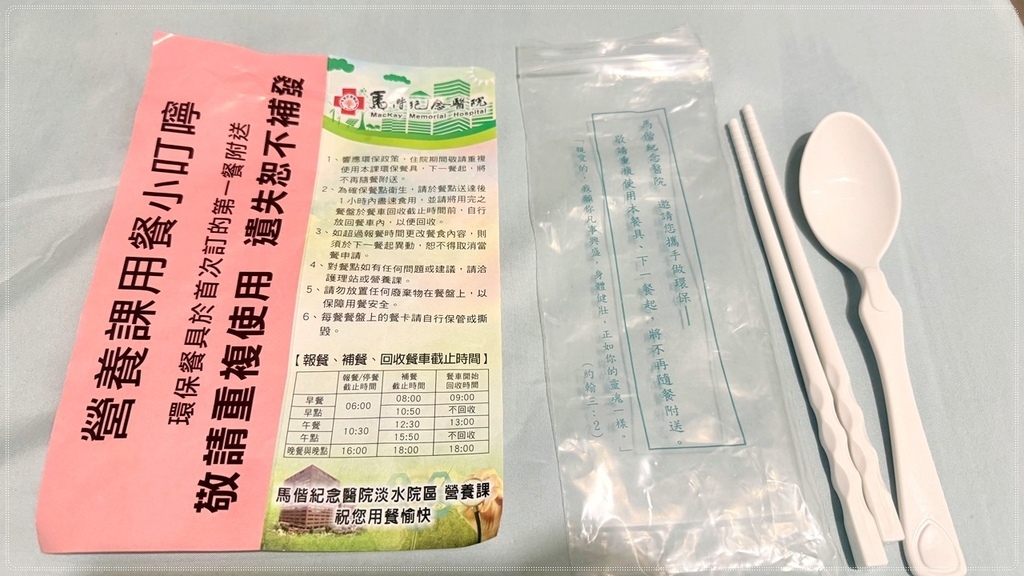 營養課用餐小叮嚀
環保餐具於首次訂的第一餐附送
敬請重複使用 遺失恕不補發
馬偕紀念醫院
MacKay Memorial Hospital
1、響應環保政策,住院期間敬請重複
使用本課環保餐具,下一餐起,將
不再隨餐附送。
2、為確保餐點衛生,請於餐點送達後
1小時內盡速食用,並請將用完之
餐盤於餐車回收截止時間前,自行
放回餐車內,以便回收。
3、如超過報餐時間更改餐食內容,則
須於下一餐起異動,恕不得取消當
餐申請。
4、對餐點如有任何問題或建議,請洽
護理站或營養課。
5、請勿放置任何廢棄物在餐盤上,以
保障用餐安全。
6、每餐餐盤上的餐卡請自行保管或撕
毀。
【報餐、補餐、回收餐車截止時間】
報餐/停餐 截止時間 補餐 截止時間 餐車開始 回收時間
早餐 06:00 08:00 09:00
早點 10:50 不回收
午餐 10:30 12:30 13:00
午點 15:50 不回收
晚餐與晚點 16:00 18:00 18:00
馬偕紀念醫院淡水院區 營養課
祝您用餐愉快
馬偕紀念醫院 邀請您攜手做環保——
敬請重複使用本餐具,下一餐起,將不再隨餐附送。
「親愛的,我願你凡事興盛,身體健壯,正如你的靈魂一樣。」
(約翰三:2)